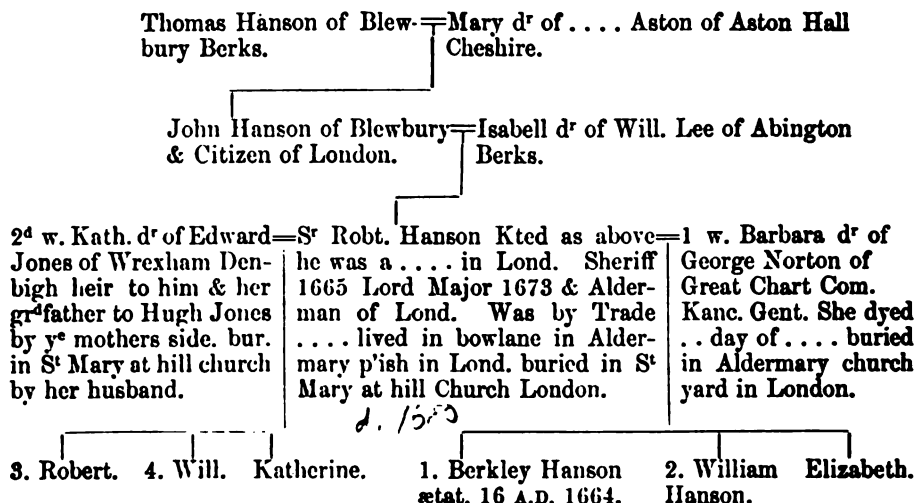 Thomas Hanson of Blew- = Mary dʳ of . . . . Aston of Aston Hall
bury Berks. Cheshire.
John Hanson of Blewbury = Isabell dʳ of Will. Lee of Abington
& Citizen of London. Berks.
2ᵈ w. Kath. dʳ of Edward
Jones of Wrexham Den-
bigh heir to him & her
grᵈfather to Hugh Jones
by yᵉ mothers side. bur.
in Sᵗ Mary at hill church
by her husband.
= Sʳ Robt. Hanson Kted as above =
he was a . . . . in Lond. Sheriff
1665 Lord Major 1673 & Alder-
man of Lond. Was by Trade
. . . . lived in bowlane in Alder-
mary p'ish in Lond. buried in Sᵗ
Mary at hill Church London.
d.
1 w. Barbara dʳ of
George Norton of
Great Chart Com.
Kanc. Gent. She dyed
. . day of . . . . buried
in Aldermary church
yard in London.
3. Robert. 4. Will. Katherine. 1. Berkley Hanson 2. William Elizabeth.
ætat. 16 A.D. 1664. Hanson.